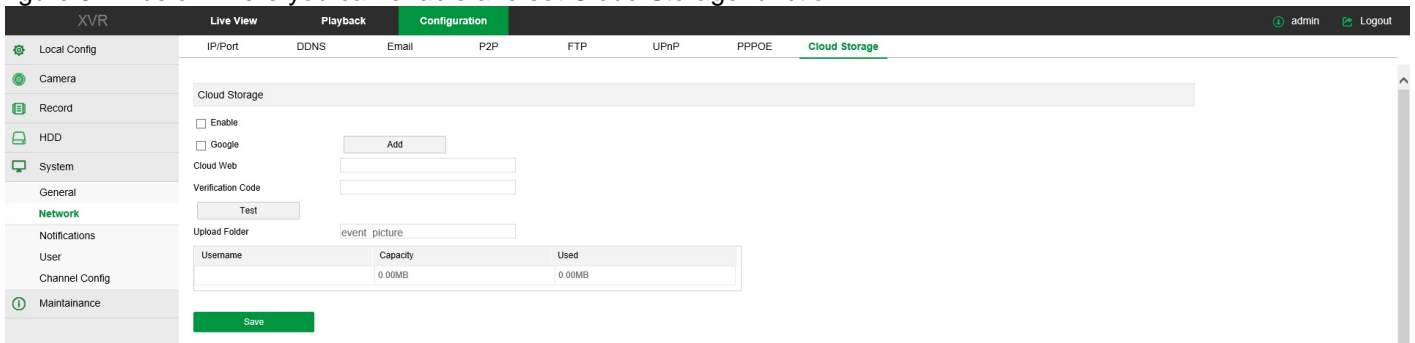 XVR Live View Playback Configuration admin Logout
Local Config IP/Port DDNS Email P2P FTP UPnP PPPOE Cloud Storage
Camera
Cloud Storage
Record
Enable
HDD
Google Add
System
Cloud Web
General
Verification Code
Network
Test
Notifications
Upload Folder event_picture
User
Username Capacity Used
Channel Config
0.00MB 0.00MB
Maintainance
Save